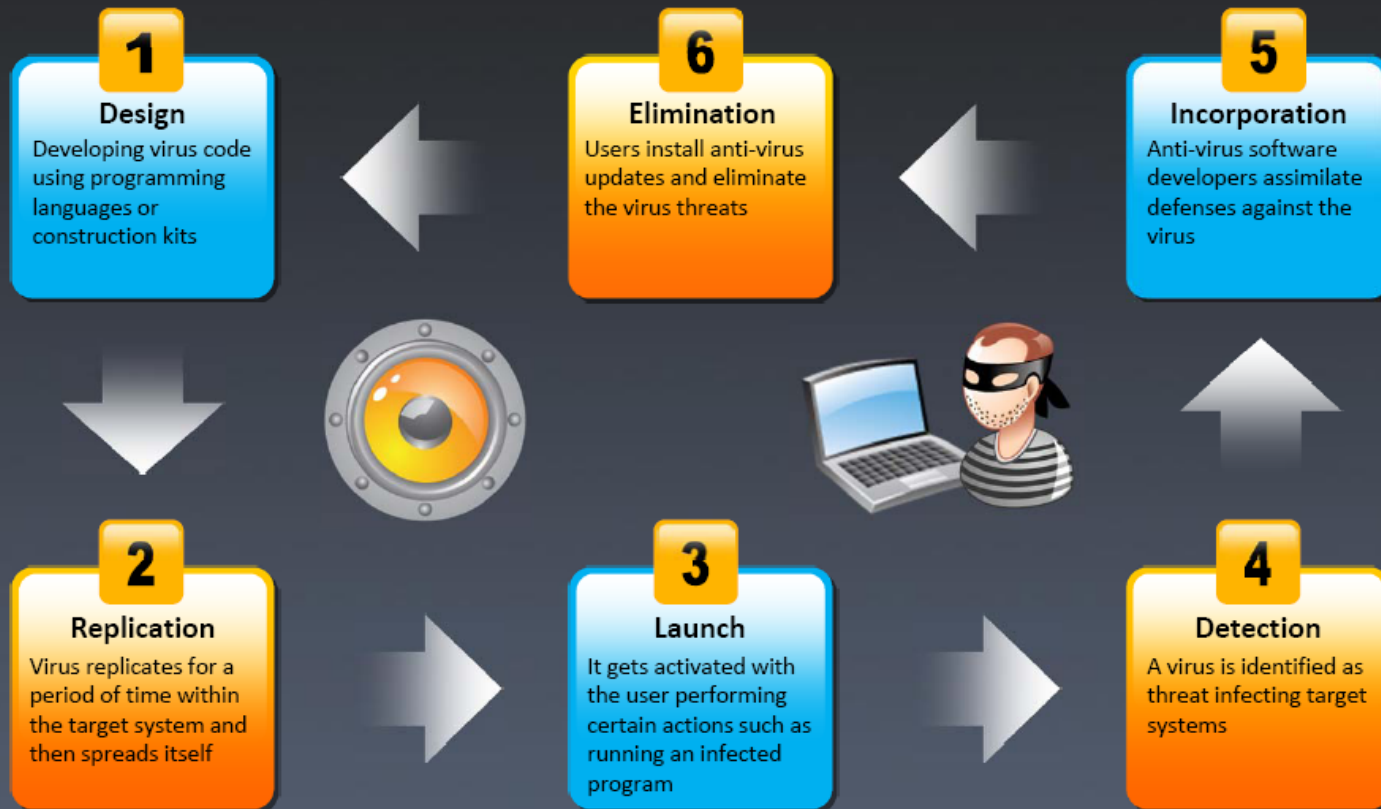 1
Design
Developing virus code
using programming
languages or
construction kits
2
Replication
Virus replicates for a
period of time within
the target system and
then spreads itself
3
Launch
It gets activated with
the user performing
certain actions such as
running an infected
program
4
Detection
A virus is identified as
threat infecting target
systems
5
Incorporation
Anti-virus software
developers assimilate
defenses against the
virus
6
Elimination
Users install anti-virus
updates and eliminate
the virus threats